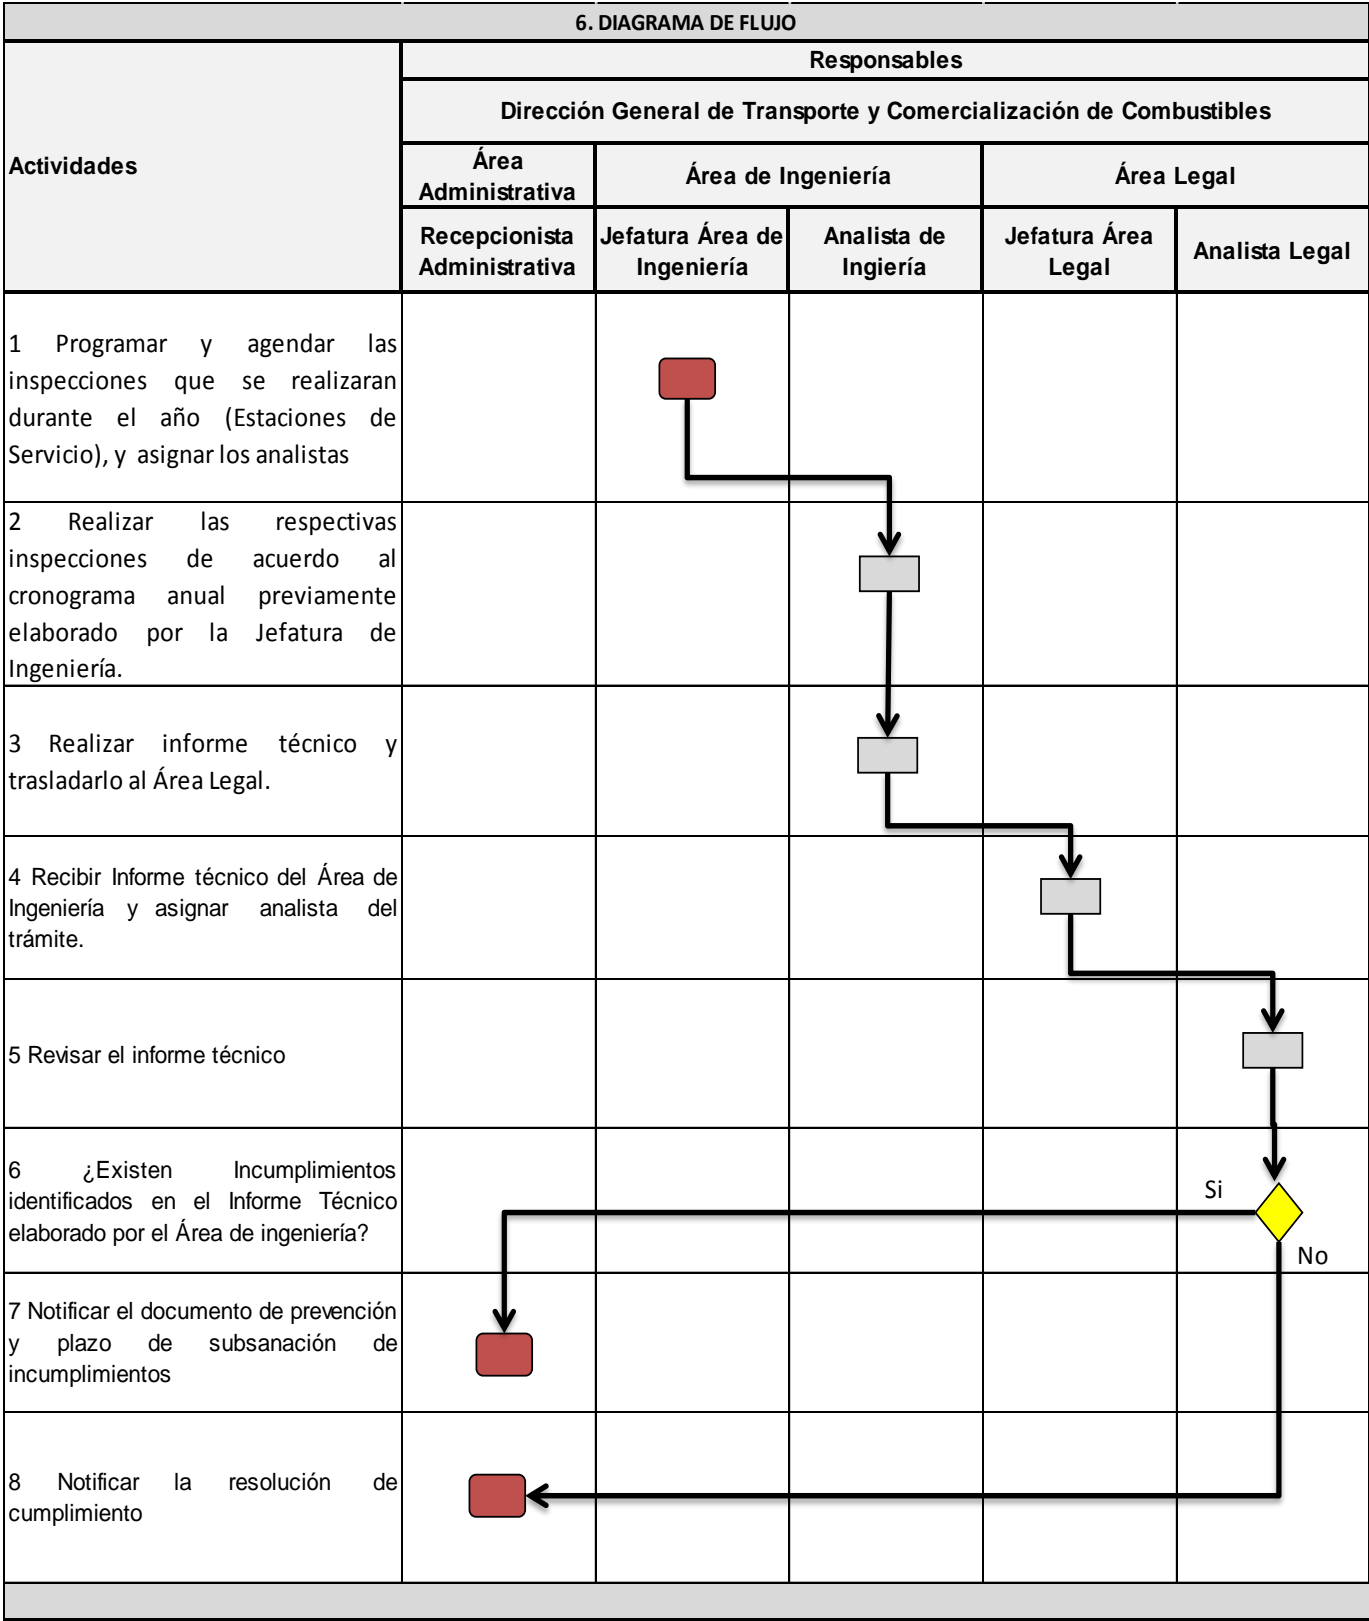 6. DIAGRAMA DE FLUJO
Actividades
Responsables
Dirección General de Transporte y Comercialización de Combustibles
Área
Administrativa
Área de Ingeniería
Área Legal
Recepcionista
Administrativa
Jefatura Área de
Ingeniería
Analista de
Ingiería
Jefatura Área
Legal
Analista Legal
1 Programar y agendar las
inspecciones que se realizaran
durante el año (Estaciones de
Servicio), y asignar los analistas
2 Realizar las respectivas
inspecciones de acuerdo al
cronograma anual previamente
elaborado por la Jefatura de
Ingeniería.
3 Realizar informe técnico y
trasladarlo al Área Legal.
4 Recibir Informe técnico del Área de
Ingeniería y asignar analista del
trámite.
5 Revisar el informe técnico
6 ¿Existen Incumplimientos
identificados en el Informe Técnico
elaborado por el Área de ingeniería?
Si
No
7 Notificar el documento de prevención
y plazo de subsanación de
incumplimientos
8 Notificar la resolución de
cumplimiento